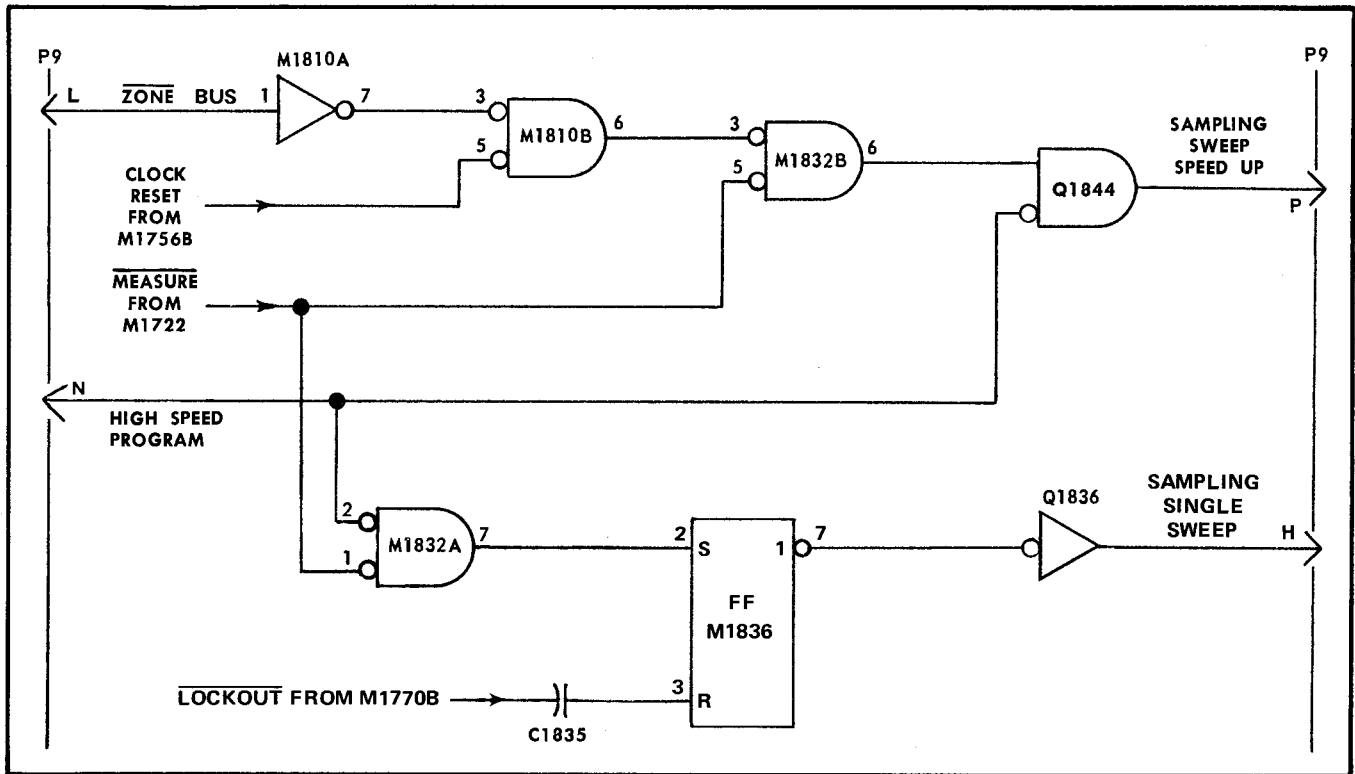 P9
P9
M1810A
L ZONE BUS 1 7 3 M1810B 6 3 M1832B 6
5
5
Q1844
SAMPLING
SWEEP
SPEED UP
P
CLOCK
RESET
FROM
M1756B
MEASURE
FROM
M1722
N
HIGH SPEED
PROGRAM
2
1
M1832A
7
2 S 1 7
FF
M1836
3 R
Q1836
SAMPLING
SINGLE
SWEEP
H
LOCKOUT FROM M1770B
C1835